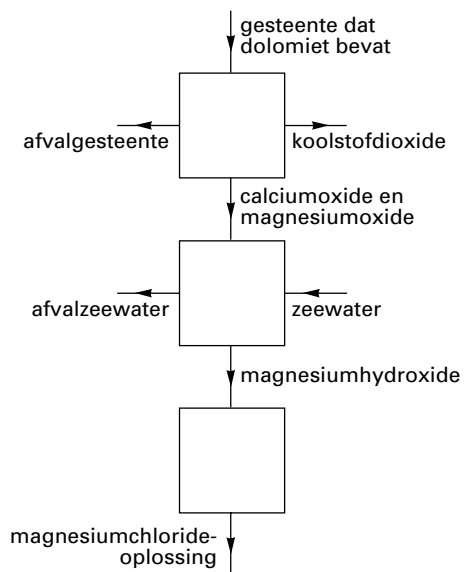 gesteente dat
dolomiet bevat
afvalgesteente
koolstofdioxide
calciumoxide en
magnesiumoxide
afvalzeewater
zeewater
magnesiumhydroxide
magnesiumchloride-
oplossing